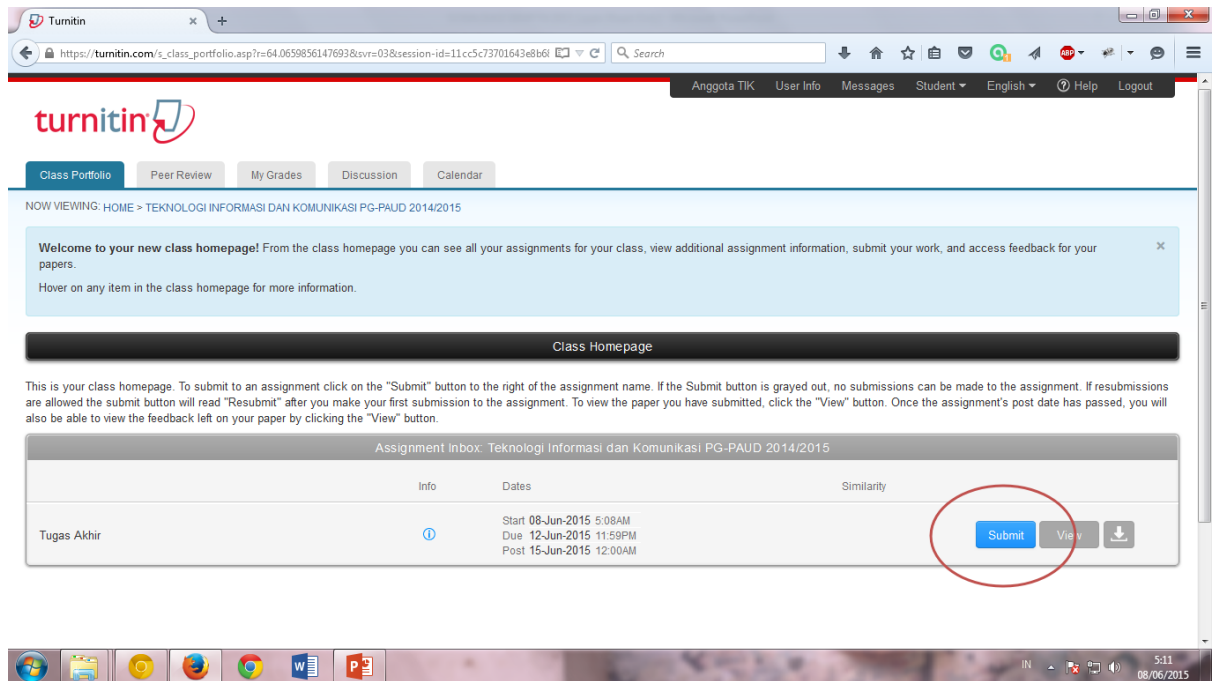 Turnitin
https://turnitin.com/s_class_portfolio.asp?r=64.0659856147693&svr=03&session-id=11cc5c73701643e8b6
Search
ABP
Anggota TIK User Info Messages Student English Help Logout
turnitin
Class Portfolio Peer Review My Grades Discussion Calendar
NOW VIEWING: HOME > TEKNOLOGI INFORMASI DAN KOMUNIKASI PG-PAUD 2014/2015
Welcome to your new class homepage! From the class homepage you can see all your assignments for your class, view additional assignment information, submit your work, and access feedback for your
papers.
Hover on any item in the class homepage for more information.
Class Homepage
This is your class homepage. To submit to an assignment click on the "Submit" button to the right of the assignment name. If the Submit button is grayed out, no submissions can be made to the assignment. If resubmissions
are allowed the submit button will read "Resubmit" after you make your first submission to the assignment. To view the paper you have submitted, click the "View" button. Once the assignment's post date has passed, you will
also be able to view the feedback left on your paper by clicking the "View" button.
Assignment Inbox: Teknologi Informasi dan Komunikasi PG-PAUD 2014/2015
Info Dates Similarity
Start 08-Jun-2015 5:08AM
Tugas Akhir Due 12-Jun-2015 11:59PM Submit View
Post 15-Jun-2015 12:00AM
IN 5:11
08/06/2015